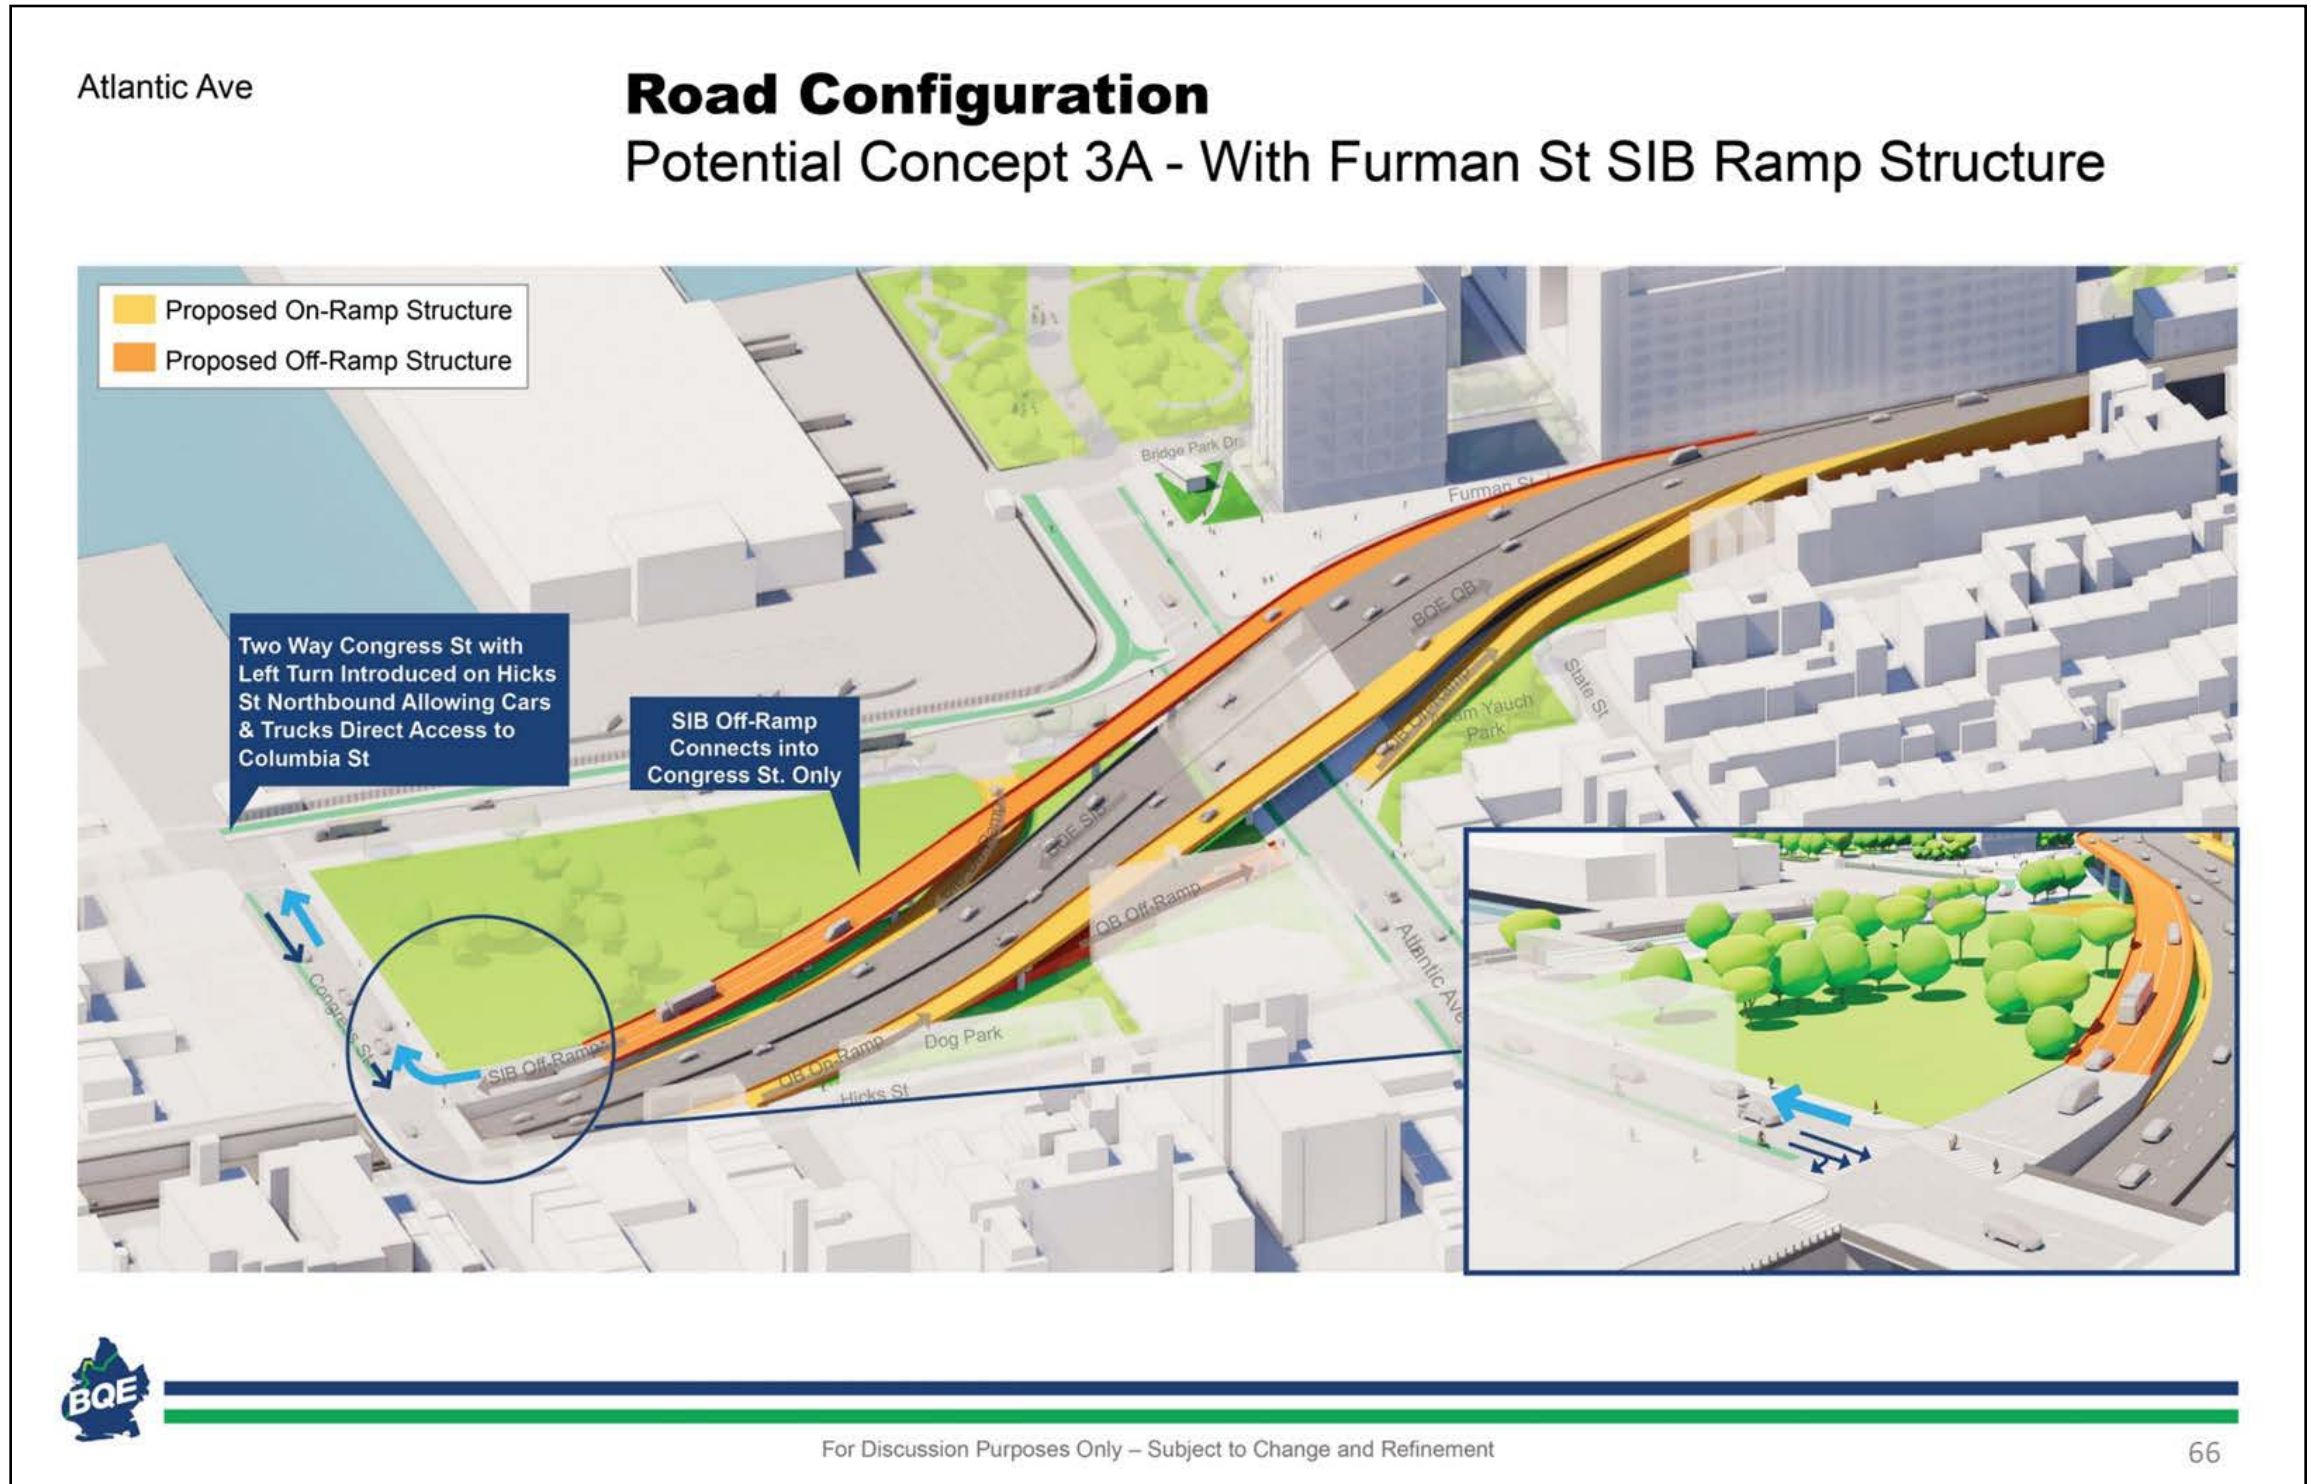 Atlantic Ave
Road Configuration
Potential Concept 3A - With Furman St SIB Ramp Structure
Proposed On-Ramp Structure
Proposed Off-Ramp Structure
Bridge Park Dr
Furman St
BQE QB
Two Way Congress St with
Left Turn Introduced on Hicks
St Northbound Allowing Cars
& Trucks Direct Access to
Columbia St
SIB Off-Ramp
Connects into
Congress St. Only
State St
Yauch
Park
BQE SIB
QB Off-Ramp
Atlantic Ave
Congress St
SIB Off-Ramp
QB On-Ramp
Dog Park
Hicks St
BQE
For Discussion Purposes Only – Subject to Change and Refinement
66